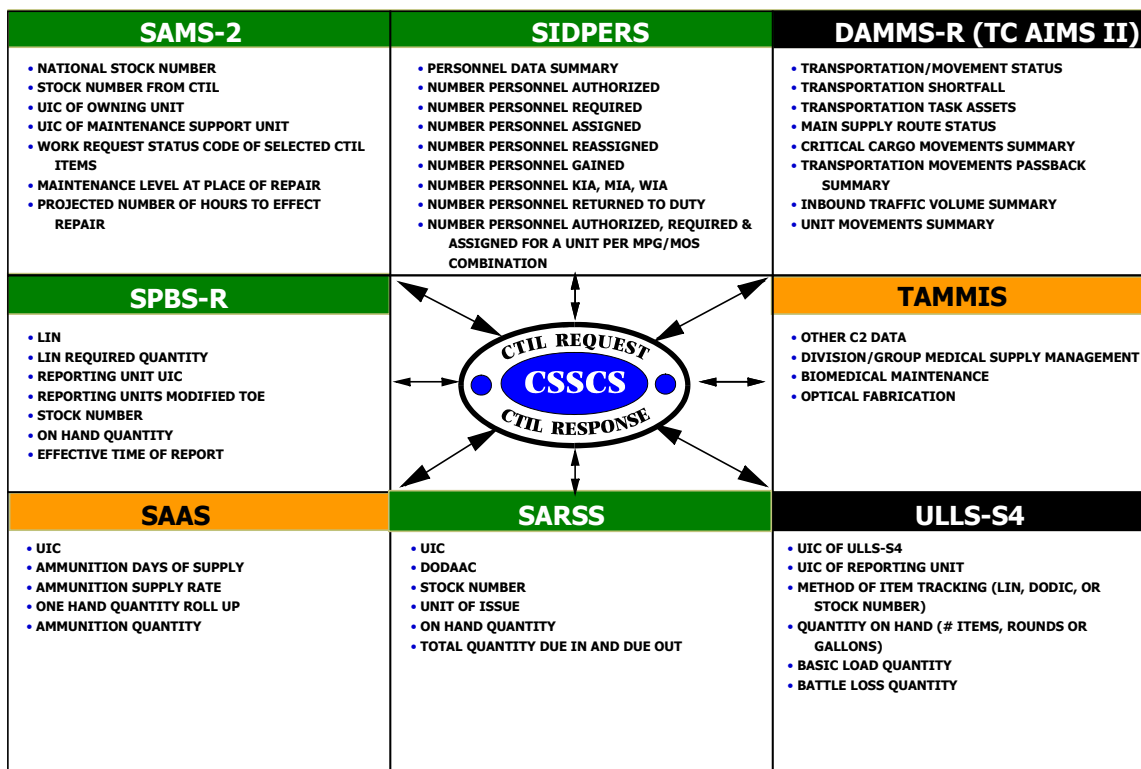 SAMS-2
• NATIONAL STOCK NUMBER
• STOCK NUMBER FROM CTIL
• UIC OF OWNING UNIT
• UIC OF MAINTENANCE SUPPORT UNIT
• WORK REQUEST STATUS CODE OF SELECTED CTIL
ITEMS
• MAINTENANCE LEVEL AT PLACE OF REPAIR
• PROJECTED NUMBER OF HOURS TO EFFECT
REPAIR
SIDPERS
• PERSONNEL DATA SUMMARY
• NUMBER PERSONNEL AUTHORIZED
• NUMBER PERSONNEL REQUIRED
• NUMBER PERSONNEL ASSIGNED
• NUMBER PERSONNEL REASSIGNED
• NUMBER PERSONNEL GAINED
• NUMBER PERSONNEL KIA, MIA, WIA
• NUMBER PERSONNEL RETURNED TO DUTY
• NUMBER PERSONNEL AUTHORIZED, REQUIRED &
ASSIGNED FOR A UNIT PER MPG/MOS
COMBINATION
DAMMS-R (TC AIMS II)
• TRANSPORTATION/MOVEMENT STATUS
• TRANSPORTATION SHORTFALL
• TRANSPORTATION TASK ASSETS
• MAIN SUPPLY ROUTE STATUS
• CRITICAL CARGO MOVEMENTS SUMMARY
• TRANSPORTATION MOVEMENTS PASSBACK
SUMMARY
• INBOUND TRAFFIC VOLUME SUMMARY
• UNIT MOVEMENTS SUMMARY
SPBS-R
• LIN
• LIN REQUIRED QUANTITY
• REPORTING UNIT UIC
• REPORTING UNITS MODIFIED TOE
• STOCK NUMBER
• ON HAND QUANTITY
• EFFECTIVE TIME OF REPORT
CTIL REQUEST
CSSCS
CTIL RESPONSE
TAMMIS
• OTHER C2 DATA
• DIVISION/GROUP MEDICAL SUPPLY MANAGEMENT
• BIOMEDICAL MAINTENANCE
• OPTICAL FABRICATION
SAAS
• UIC
• AMMUNITION DAYS OF SUPPLY
• AMMUNITION SUPPLY RATE
• ONE HAND QUANTITY ROLL UP
• AMMUNITION QUANTITY
SARSS
• UIC
• DODAAC
• STOCK NUMBER
• UNIT OF ISSUE
• ON HAND QUANTITY
• TOTAL QUANTITY DUE IN AND DUE OUT
ULLS-S4
• UIC OF ULLS-S4
• UIC OF REPORTING UNIT
• METHOD OF ITEM TRACKING (LIN, DODIC, OR
STOCK NUMBER)
• QUANTITY ON HAND (# ITEMS, ROUNDS OR
GALLONS)
• BASIC LOAD QUANTITY
• BATTLE LOSS QUANTITY